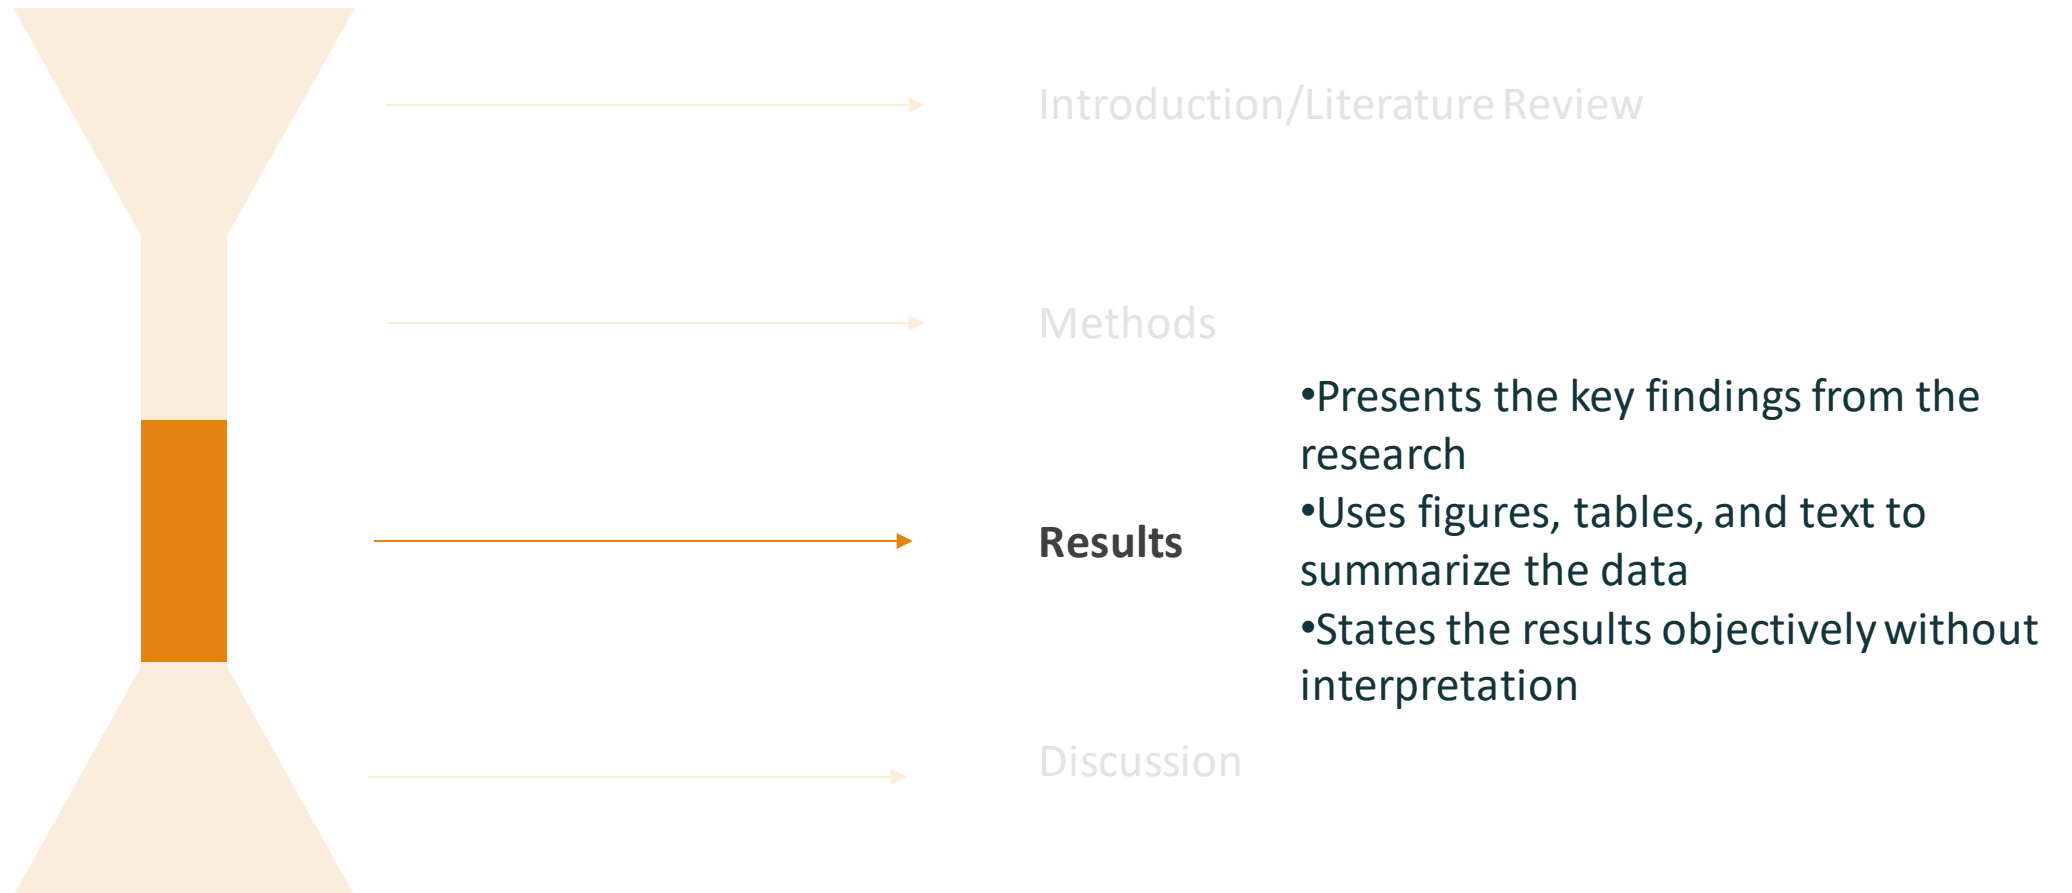 Introduction/Literature Review
Methods
Results
•Presents the key findings from the
research
•Uses figures, tables, and text to
summarize the data
•States the results objectively without
interpretation
Discussion